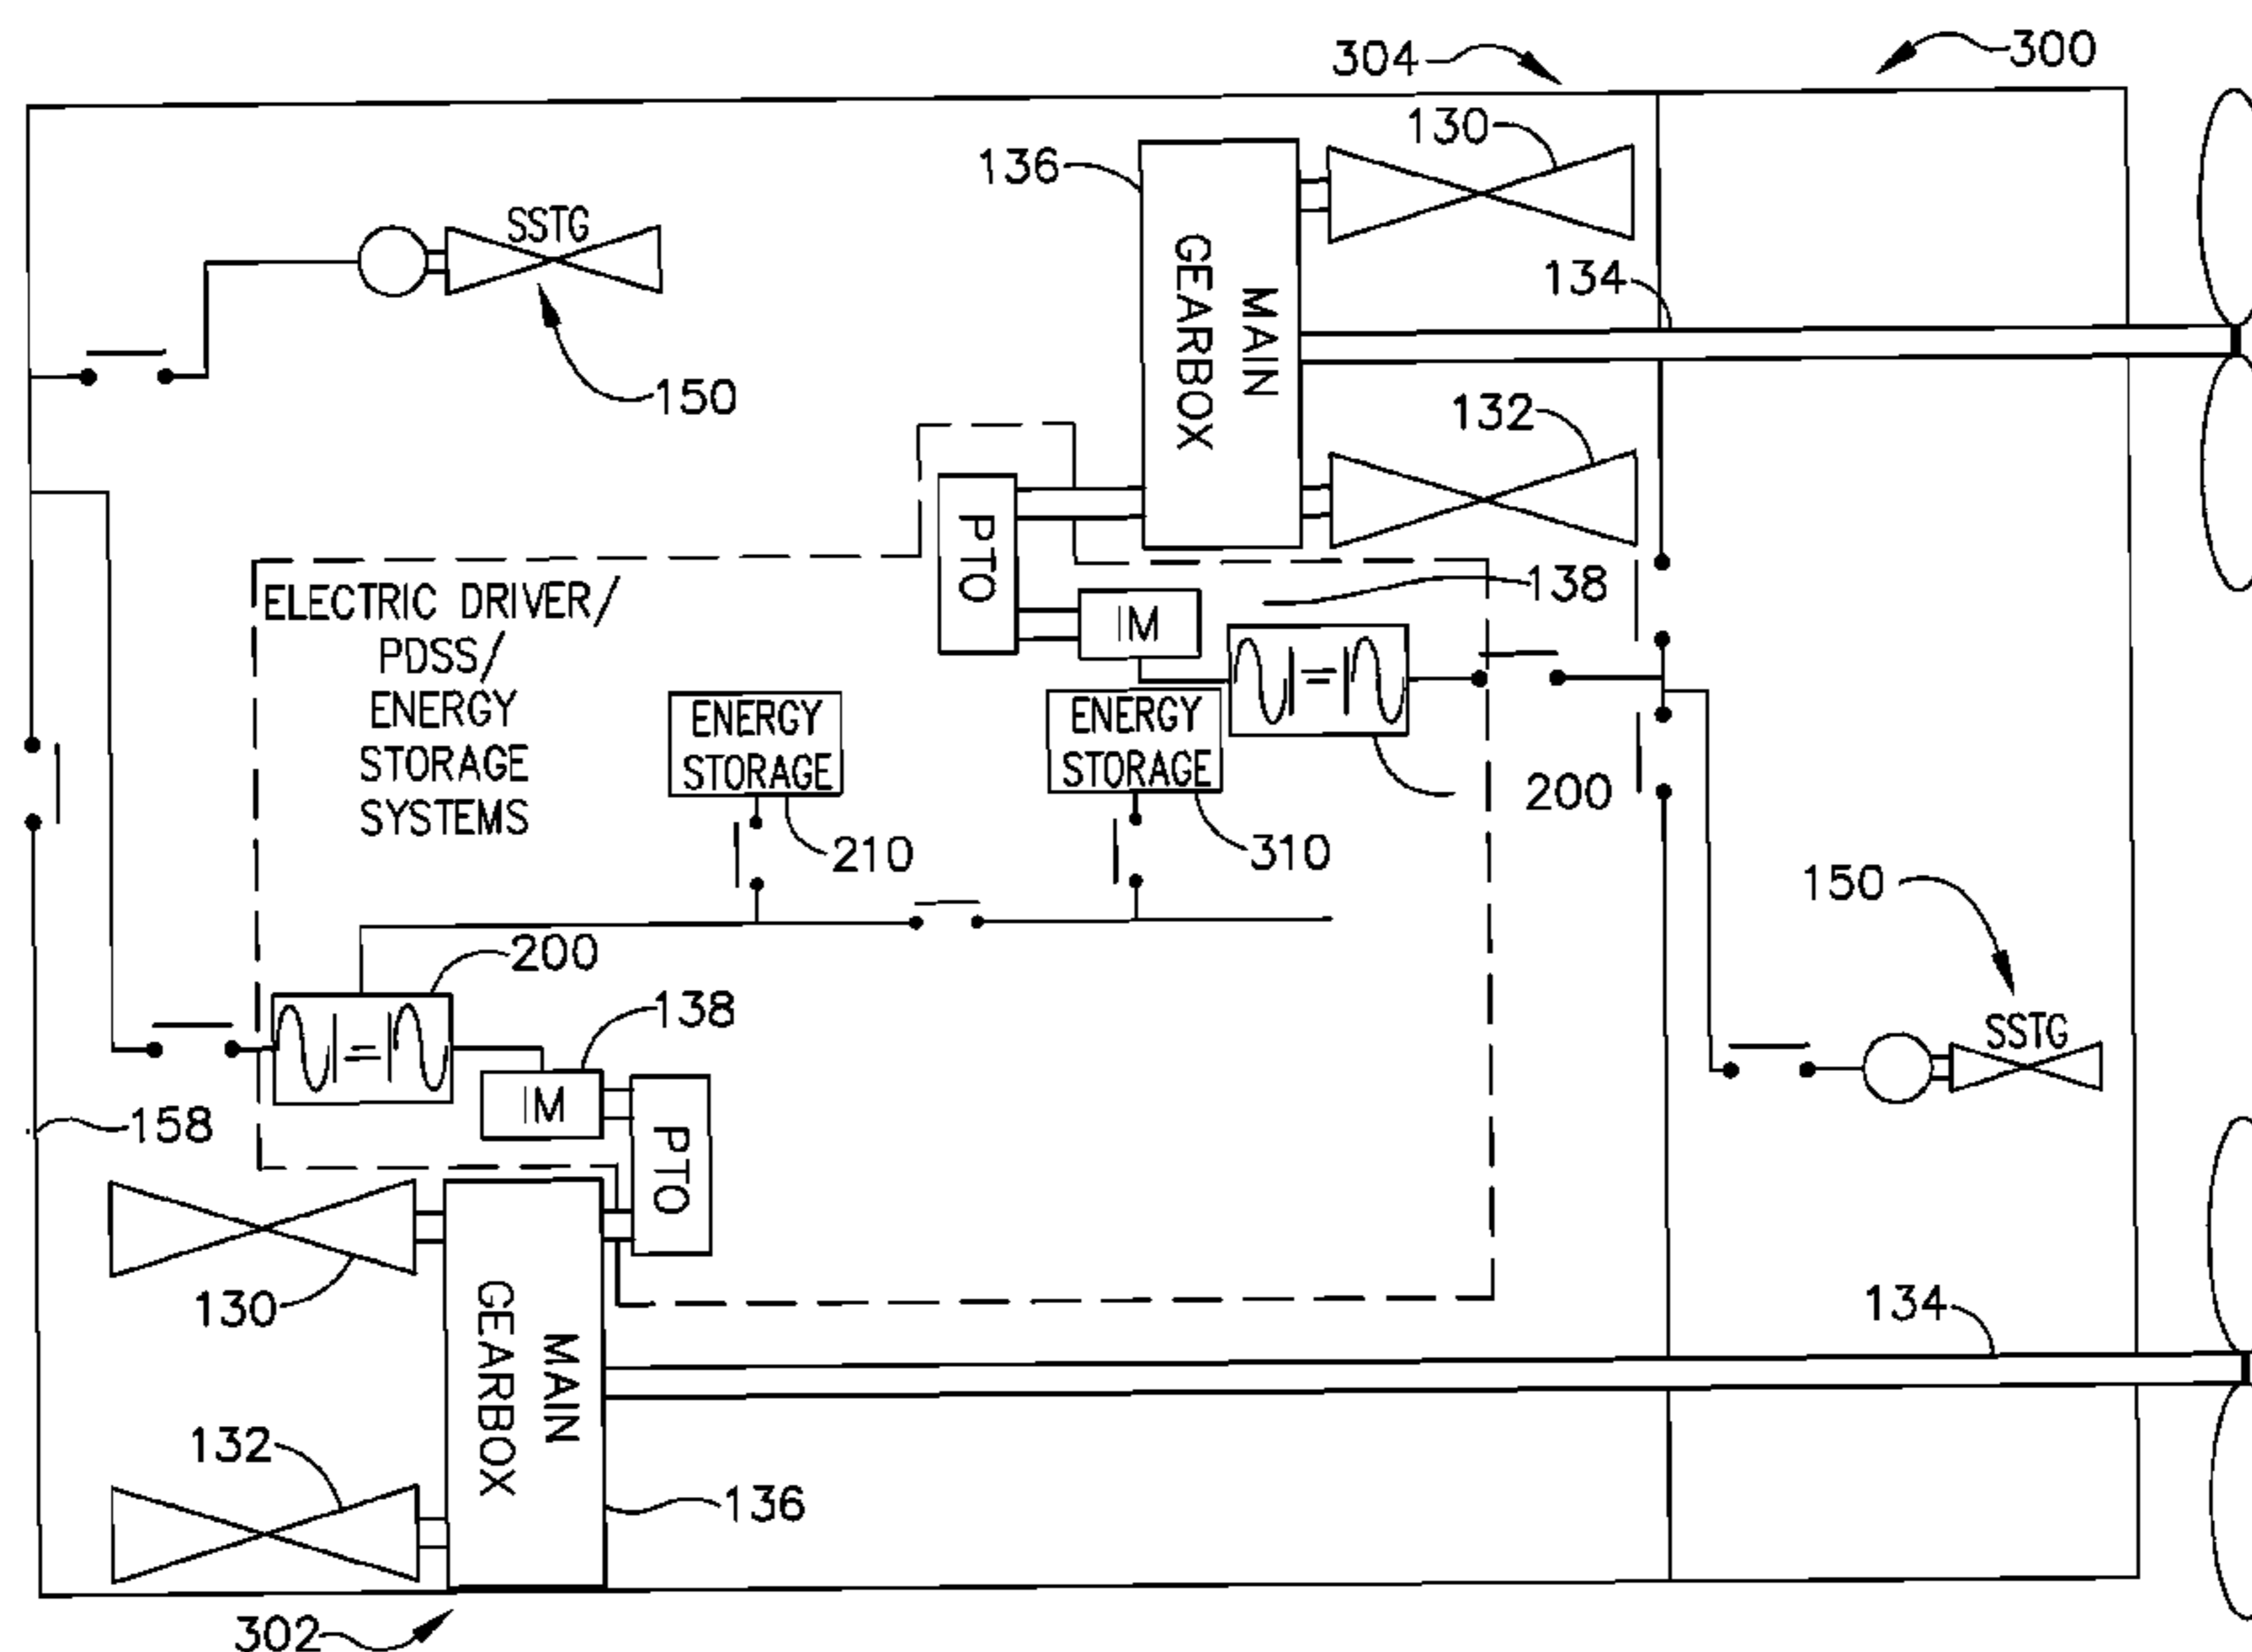 304
300
130
136
SSTG
MAIN
GEARBOX
134
150
132
PTO
138
IM
ELECTRIC DRIVER/
PDSS/
ENERGY
STORAGE
SYSTEMS
ENERGY
STORAGE
ENERGY
STORAGE
200
210
310
150
200
138
SSTG
IM
158
PTO
130
134
MAIN
GEARBOX
132
136
302